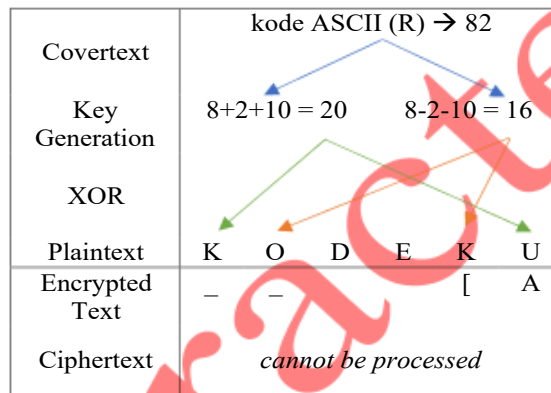 Covertext kode ASCII (R) → 82
Key Generation 8+2+10 = 20 8-2-10 = 16
XOR
Plaintext K O D E K U
Encrypted Text _ _ [ A
Ciphertext cannot be processed
racte